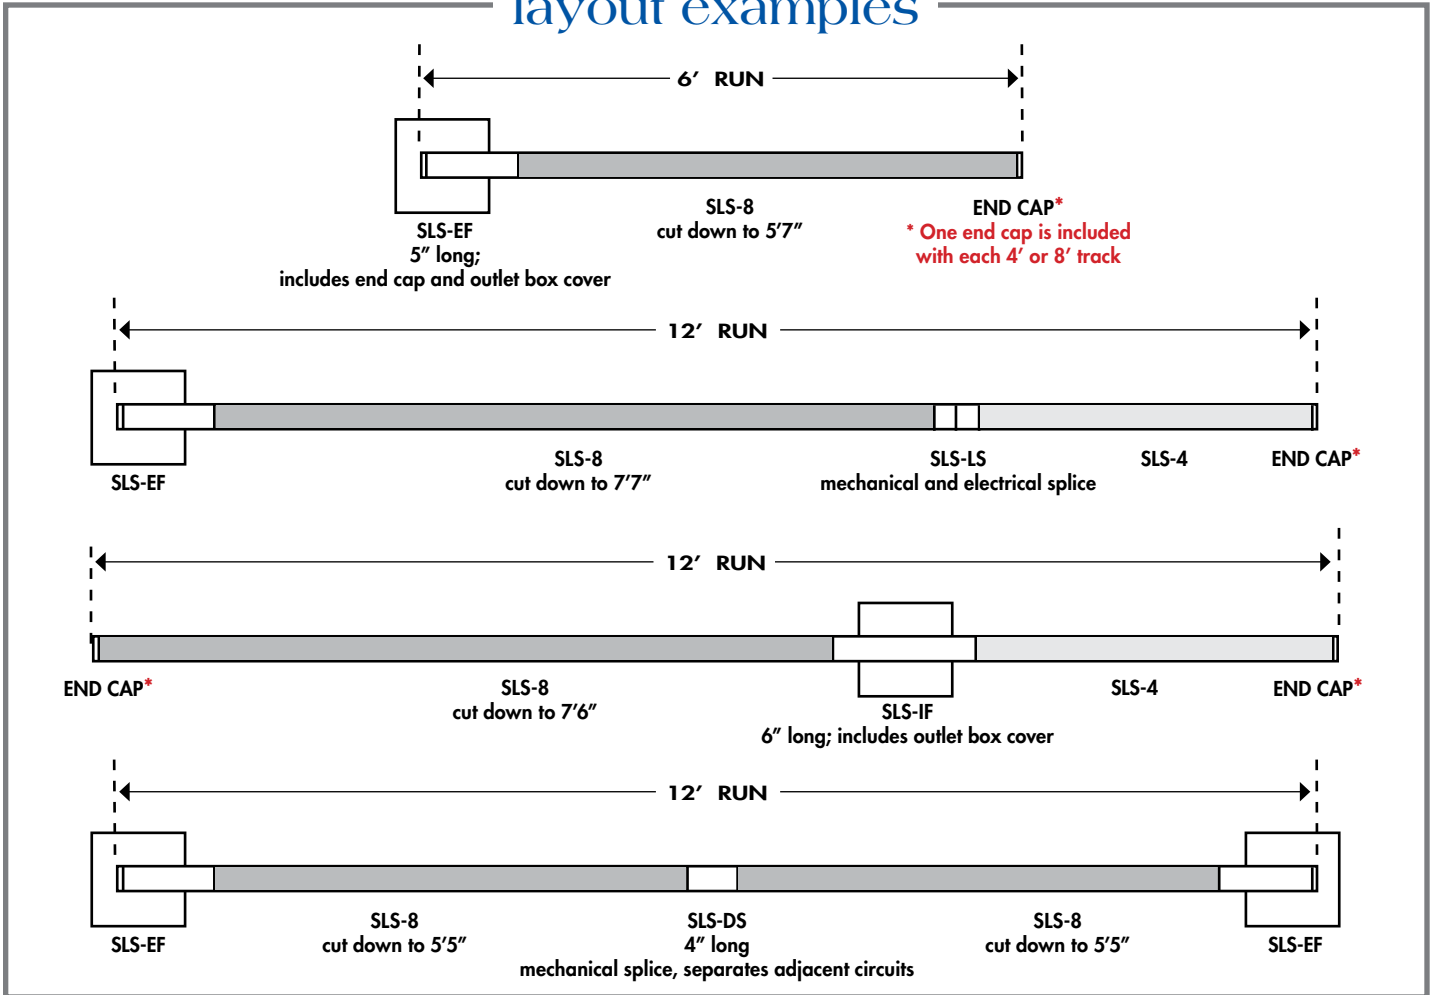 layout examples
6′ RUN
SLS-EF
5″ long;
includes end cap and outlet box cover
SLS-8
cut down to 5′7″
END CAP*
* One end cap is included
with each 4′ or 8′ track
12′ RUN
SLS-EF
SLS-8
cut down to 7′7″
SLS-LS
mechanical and electrical splice
SLS-4
END CAP*
12′ RUN
END CAP*
SLS-8
cut down to 7′6″
SLS-IF
6″ long; includes outlet box cover
SLS-4
END CAP*
12′ RUN
SLS-EF
SLS-8
cut down to 5′5″
SLS-DS
4″ long
mechanical splice, separates adjacent circuits
SLS-8
cut down to 5′5″
SLS-EF